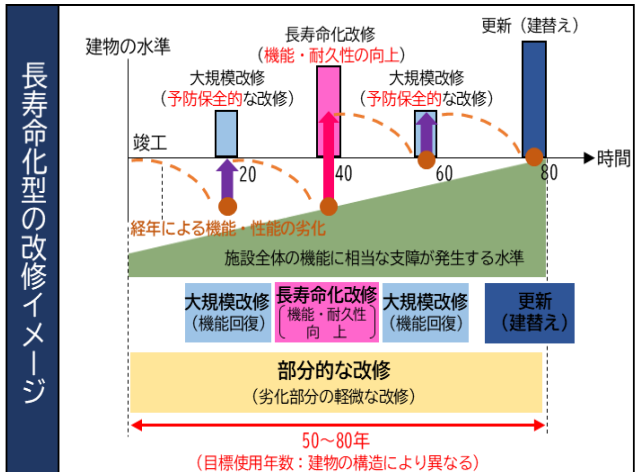 長寿命化型の改修イメージ
建物の水準
長寿命化改修
(機能・耐久性の向上)
更新(建替え)
大規模改修
(予防保全的な改修)
大規模改修
(予防保全的な改修)
竣工
20
40
60
80
時間
経年による機能・性能の劣化
施設全体の機能に相当な支障が発生する水準
大規模改修
(機能回復)
長寿命化改修
〔機能・耐久性
向 上〕
大規模改修
(機能回復)
更新
(建替え)
部分的な改修
(劣化部分の軽微な改修)
50~80年
(目標使用年数:建物の構造により異なる)